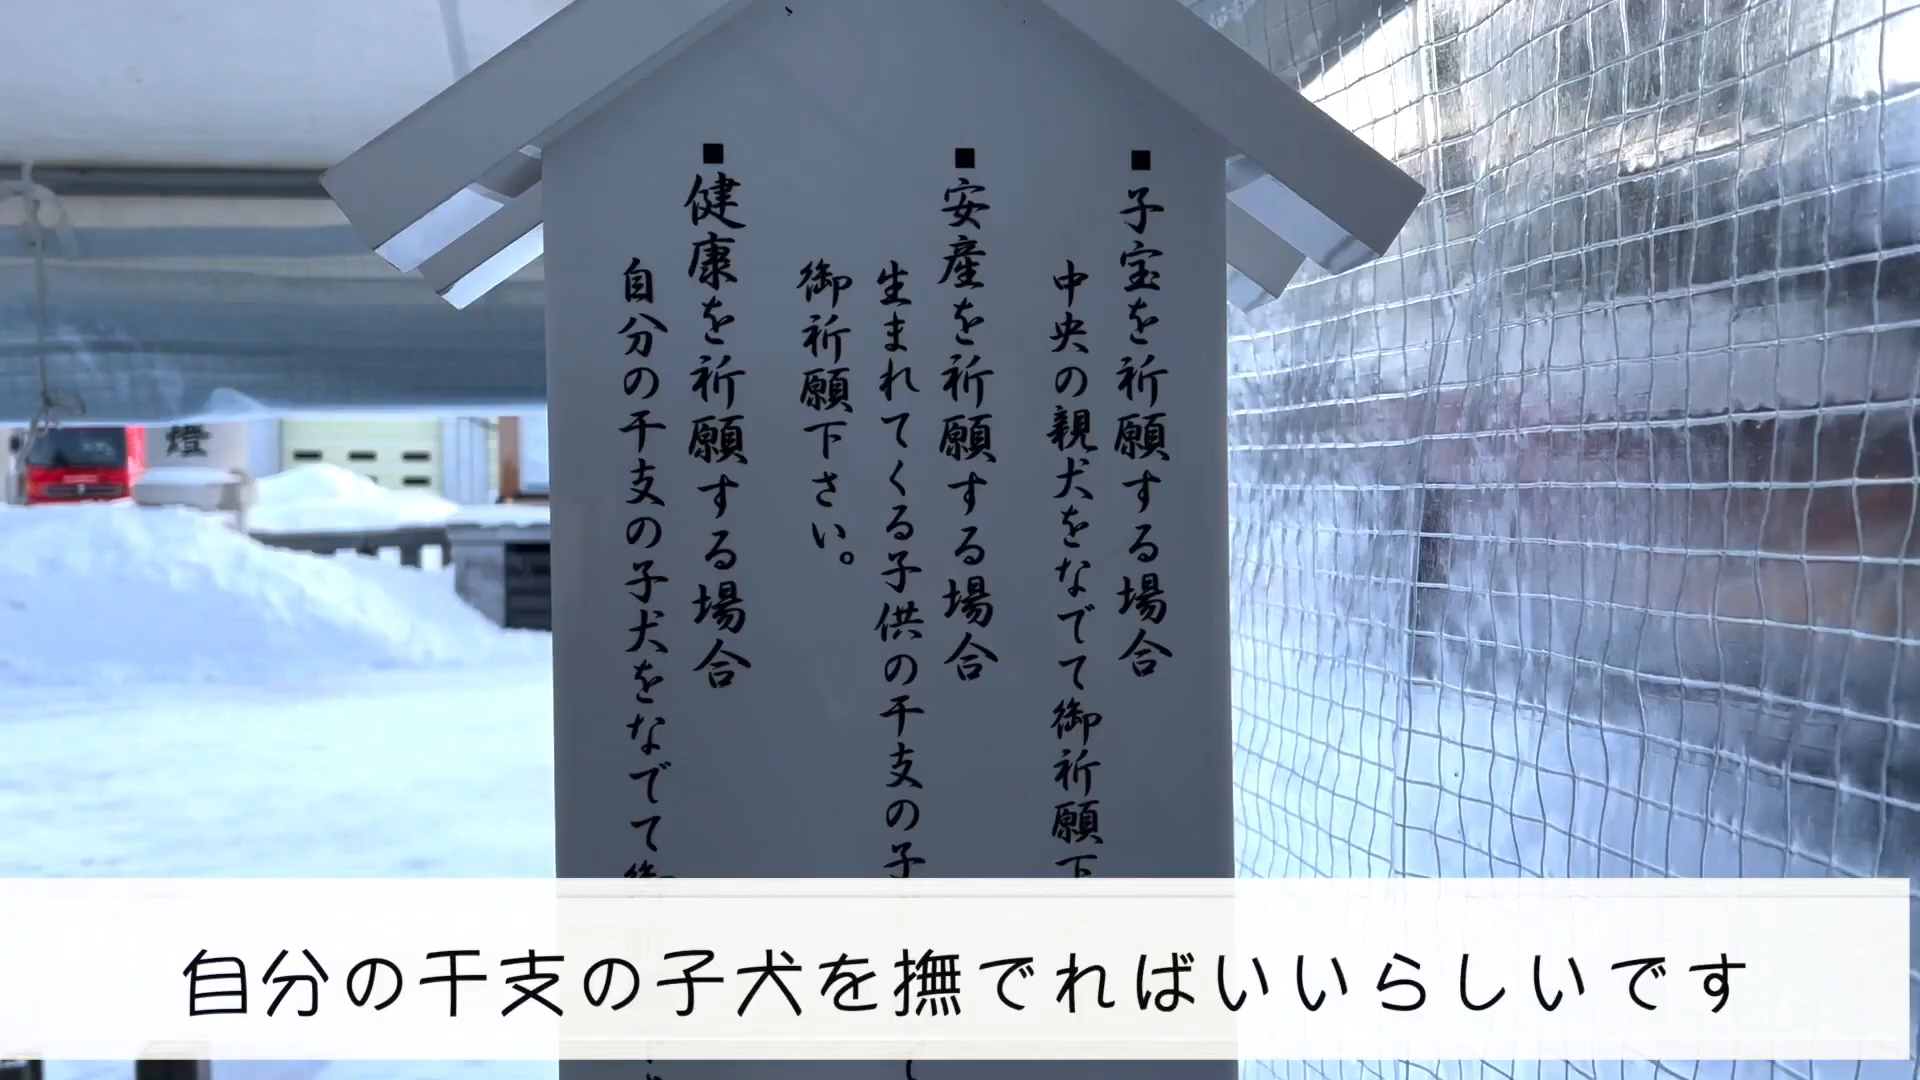 ■子宝を祈願する場合
中央の親犬をなでて御祈願下
■安産を祈願する場合
生まれてくる子供の干支の子
御祈願下さい。
■健康を祈願する場合
自分の干支の子犬をなでて御
燈
自分の干支の子犬を撫でればいいらしいです